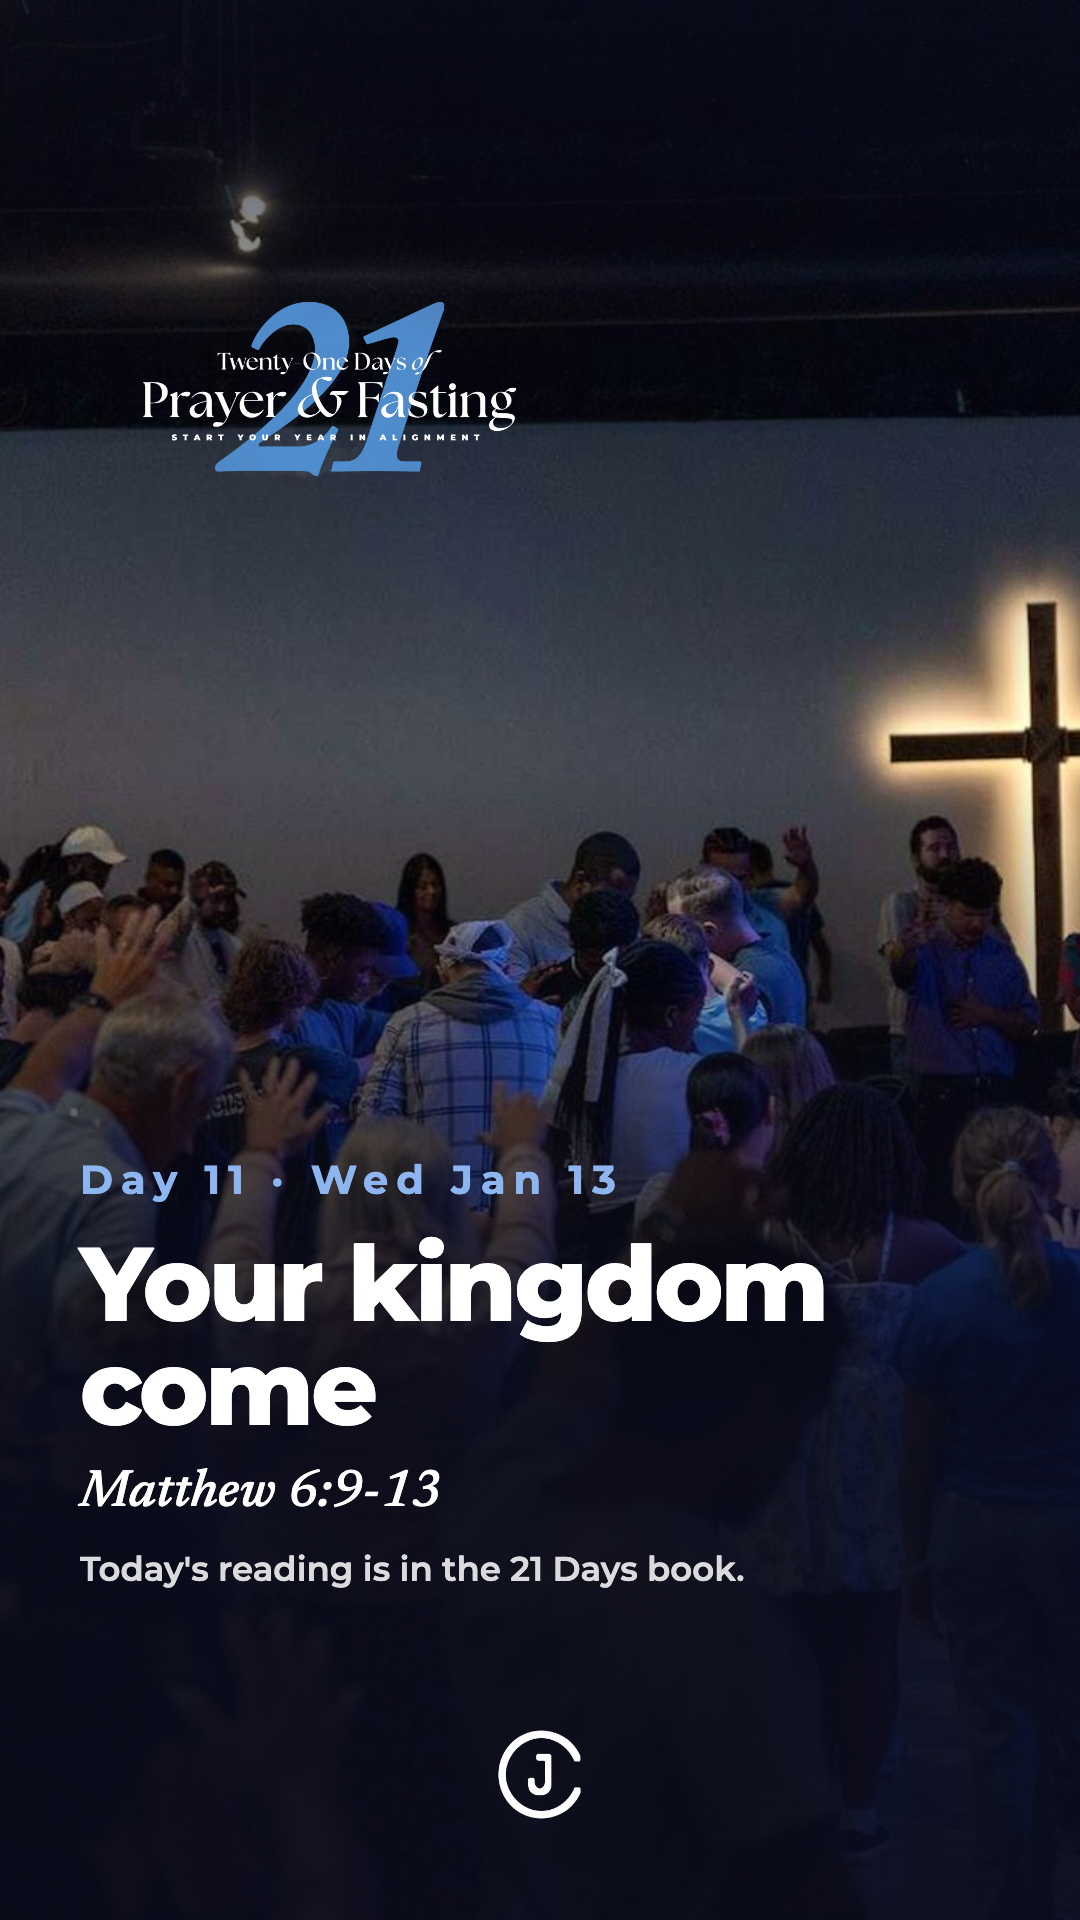 21
Twenty-One Days of
Prayer & Fasting
START YOUR YEAR IN ALIGNMENT
Day 11 · Wed Jan 13
Your kingdom
come
Matthew 6:9-13
Today's reading is in the 21 Days book.
CJ